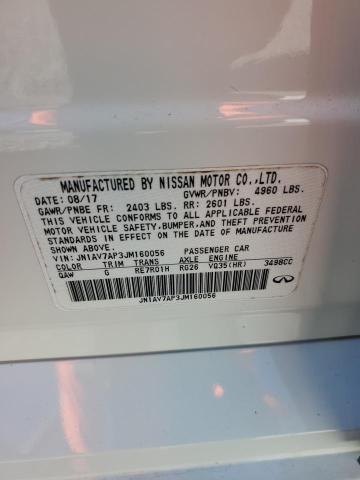 MANUFACTURED BY NISSAN MOTOR CO.,LTD.
DATE: 08/17 GVWR/PNBV: 4960 LBS.
GAWR/PNBE FR: 2403 LBS. RR: 2601 LBS.
THIS VEHICLE CONFORMS TO ALL APPLICABLE FEDERAL
MOTOR VEHICLE SAFETY, BUMPER, AND THEFT PREVENTION
STANDARDS IN EFFECT ON THE DATE OF MANUFACTURE
SHOWN ABOVE.
VIN: JN1AV7AP3JM160056 PASSENGER CAR
COLOR TRIM TRANS AXLE ENGINE
QAW G RE7R01H RG26 VQ35(HR) 3498CC
JN1AV7AP3JM160056